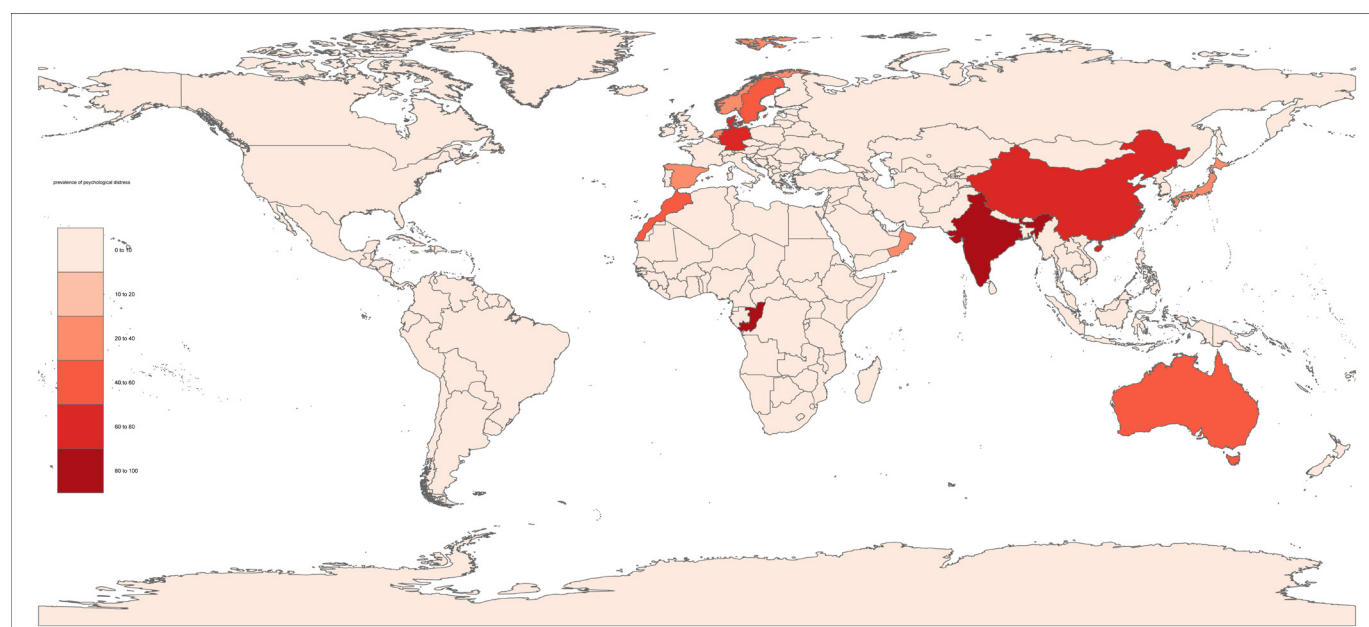 prevalence of psychological distress
0 to 10
10 to 20
20 to 40
40 to 60
60 to 80
80 to 100